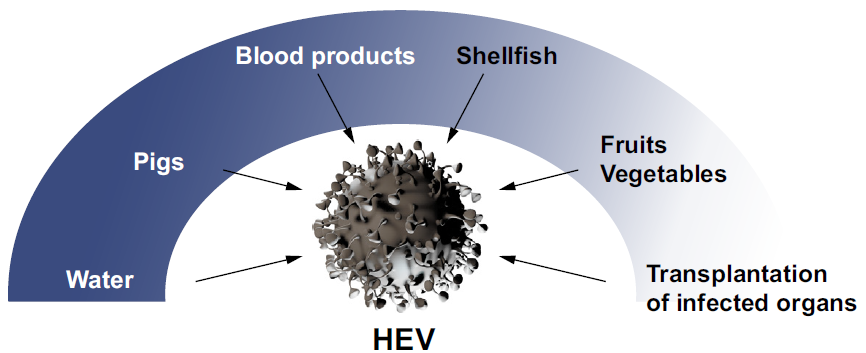 Blood products
Shellfish
Pigs
Fruits
Vegetables
Water
Transplantation
of infected organs
HEV